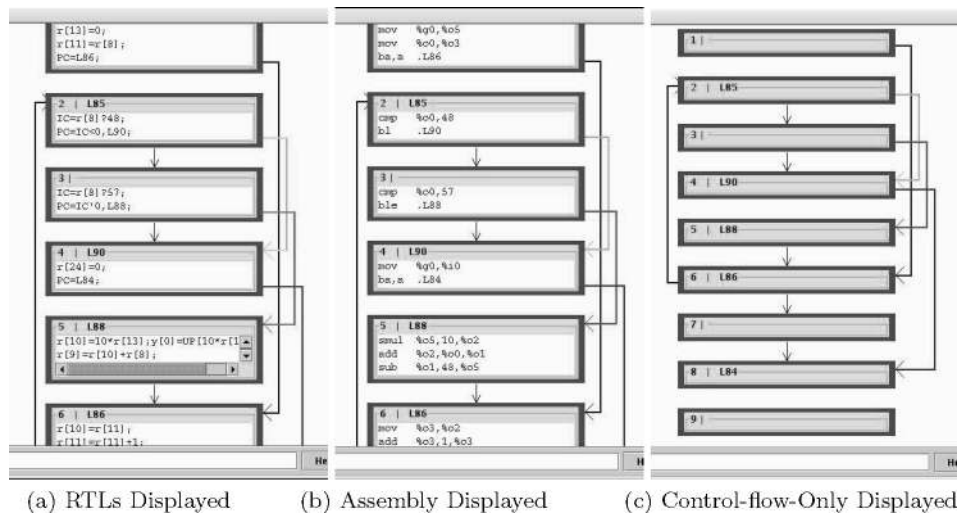 r[13]=0;
r[11]=r[8];
PC=L86;
2 | L85
IC=r[8]?48;
PC=IC<0,L90;
3 |
IC=r[8]?57;
PC=IC'0,L88;
4 | L90
r[24]=0;
PC=L84;
5 | L88
r[10]=10*r[13];y[0]=UP[10*r[1
r[9]=r[10]+r[8];
6 | L86
r[10]=r[11];
r[11]=r[11]+1;
He
(a) RTLs Displayed
mov %g0,%o5
mov %o0,%o3
ba,a .L86
2 | L85
cmp %o0,48
bl .L90
3 |
cmp %o0,57
ble .L88
4 | L90
mov %g0,%i0
ba,a .L84
5 | L88
smul %o5,10,%o2
add %o2,%o0,%o1
sub %o1,48,%o5
6 | L86
mov %o3,%o2
add %o3,1,%o3
He
(b) Assembly Displayed
1 |
2 | L85
3 |
4 | L90
5 | L88
6 | L86
7 |
8 | L84
9 |
He
(c) Control-flow-Only Displayed